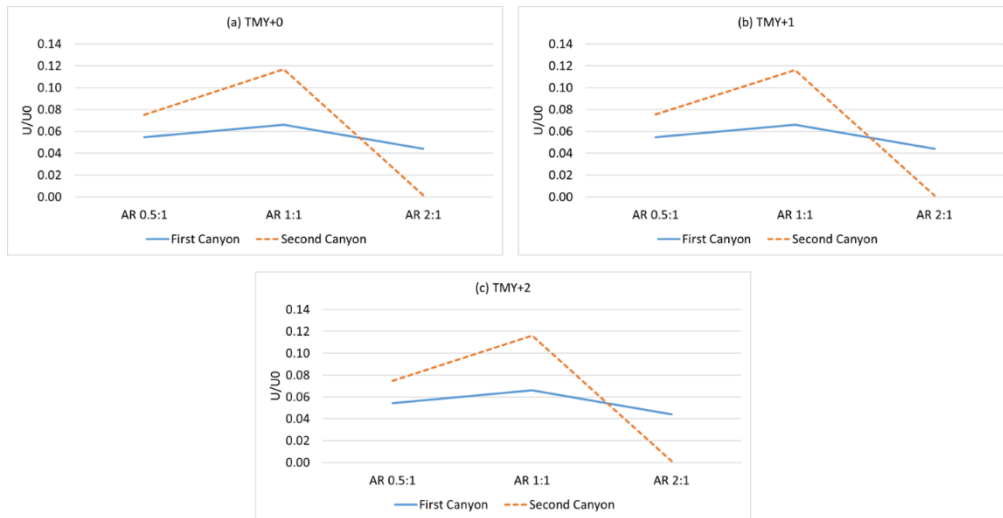 (a) TMY+0
0.14
0.12
0.10
0.08
0.06
0.04
0.02
0.00
U/U0
AR 0.5:1 AR 1:1 AR 2:1
First Canyon Second Canyon
(b) TMY+1
0.14
0.12
0.10
0.08
0.06
0.04
0.02
0.00
U/U0
AR 0.5:1 AR 1:1 AR 2:1
First Canyon Second Canyon
(c) TMY+2
0.14
0.12
0.10
0.08
0.06
0.04
0.02
0.00
U/U0
AR 0.5:1 AR 1:1 AR 2:1
First Canyon Second Canyon